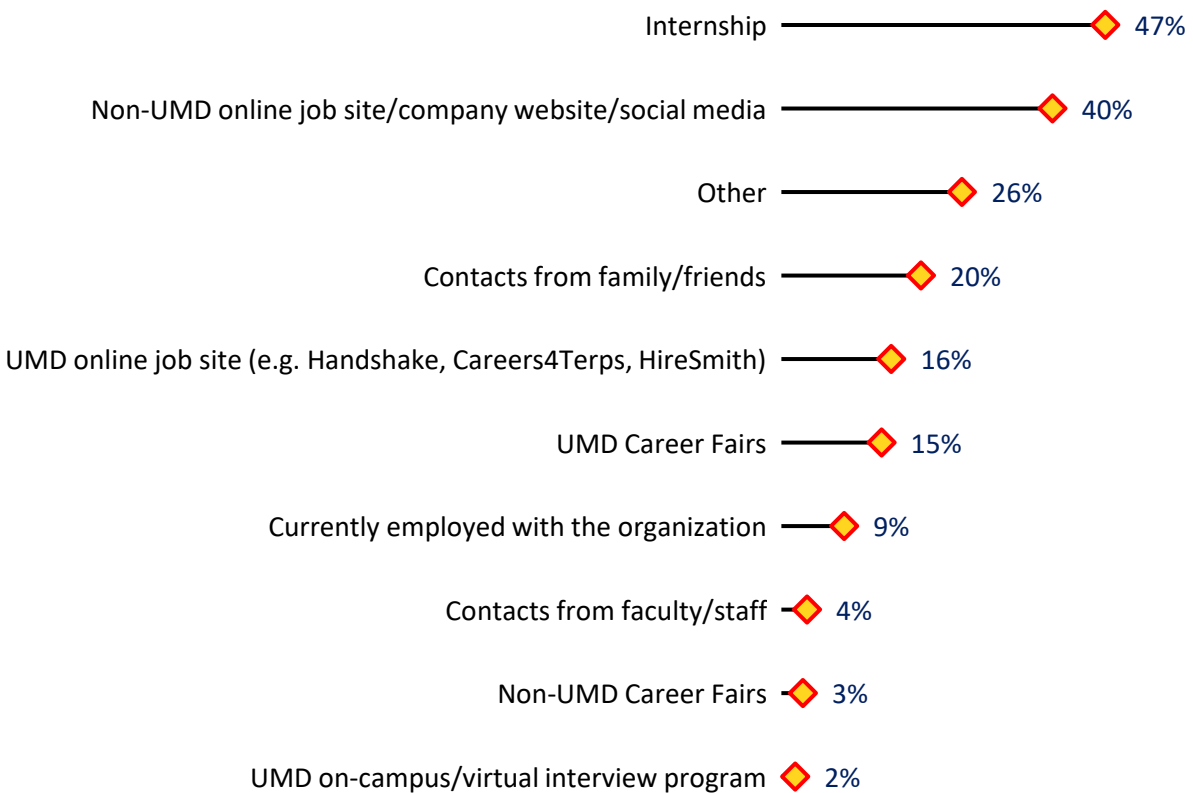 Internship 47%
Non-UMD online job site/company website/social media 40%
Other 26%
Contacts from family/friends 20%
UMD online job site (e.g. Handshake, Careers4Terps, HireSmith) 16%
UMD Career Fairs 15%
Currently employed with the organization 9%
Contacts from faculty/staff 4%
Non-UMD Career Fairs 3%
UMD on-campus/virtual interview program 2%